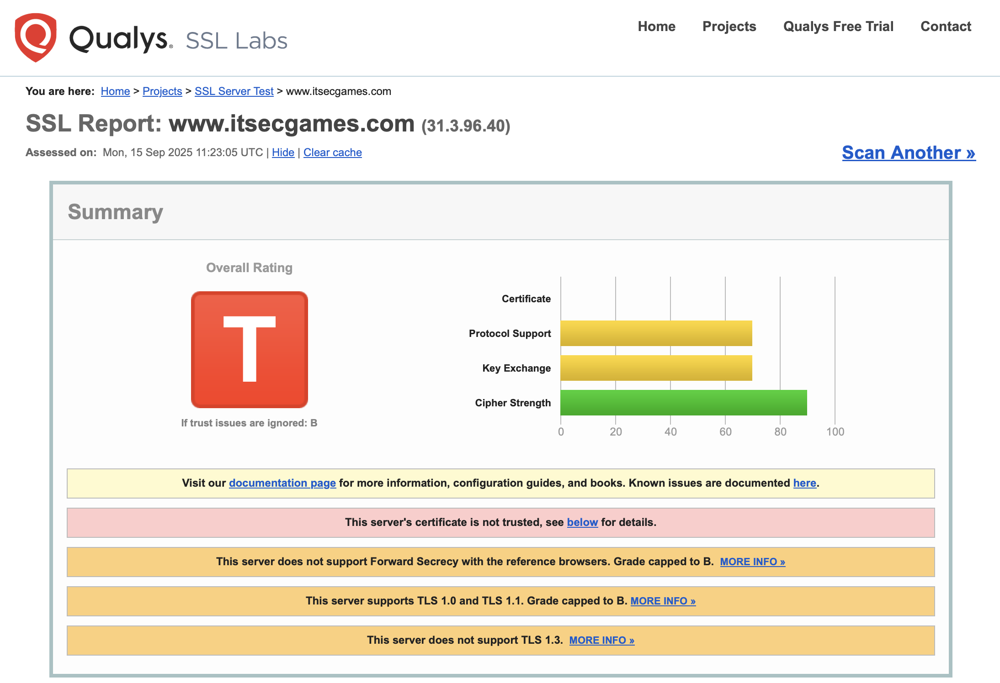 Qualys® SSL Labs
Home Projects Qualys Free Trial Contact
You are here: Home > Projects > SSL Server Test > www.itsecgames.com
SSL Report: www.itsecgames.com (31.3.96.40)
Assessed on: Mon, 15 Sep 2025 11:23:05 UTC | Hide | Clear cache
Scan Another »
Summary
Overall Rating
T
If trust issues are ignored: B
Certificate
Protocol Support
Key Exchange
Cipher Strength
0 20 40 60 80 100
Visit our documentation page for more information, configuration guides, and books. Known issues are documented here.
This server's certificate is not trusted, see below for details.
This server does not support Forward Secrecy with the reference browsers. Grade capped to B. MORE INFO »
This server supports TLS 1.0 and TLS 1.1. Grade capped to B. MORE INFO »
This server does not support TLS 1.3. MORE INFO »